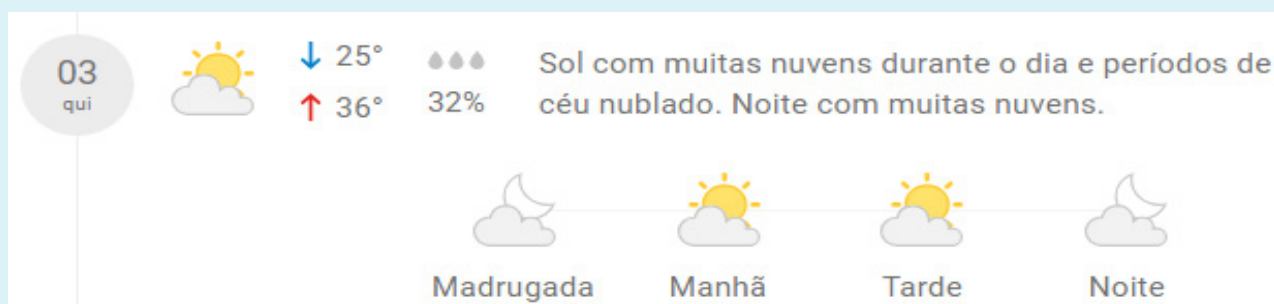 03
qui
↓ 25°
↑ 36°
32%
Sol com muitas nuvens durante o dia e períodos de
céu nublado. Noite com muitas nuvens.
Madrugada Manhã Tarde Noite